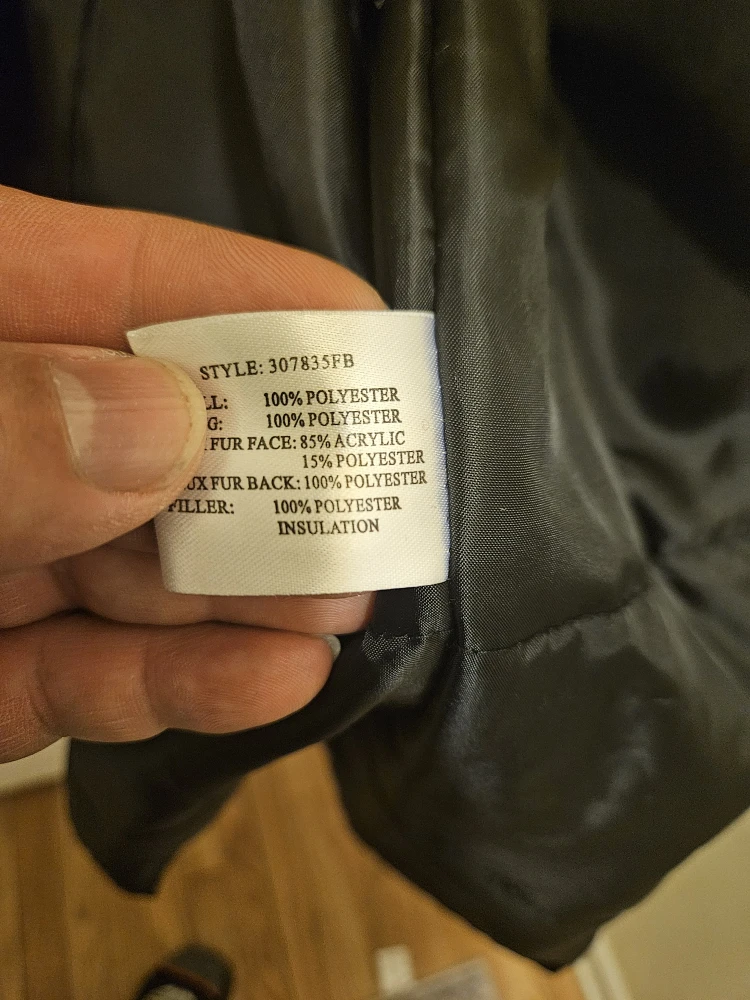 STYLE: 307835FB
LL: 100% POLYESTER
G: 100% POLYESTER
FUR FACE: 85% ACRYLIC
15% POLYESTER
UX FUR BACK: 100% POLYESTER
FILLER: 100% POLYESTER
INSULATION